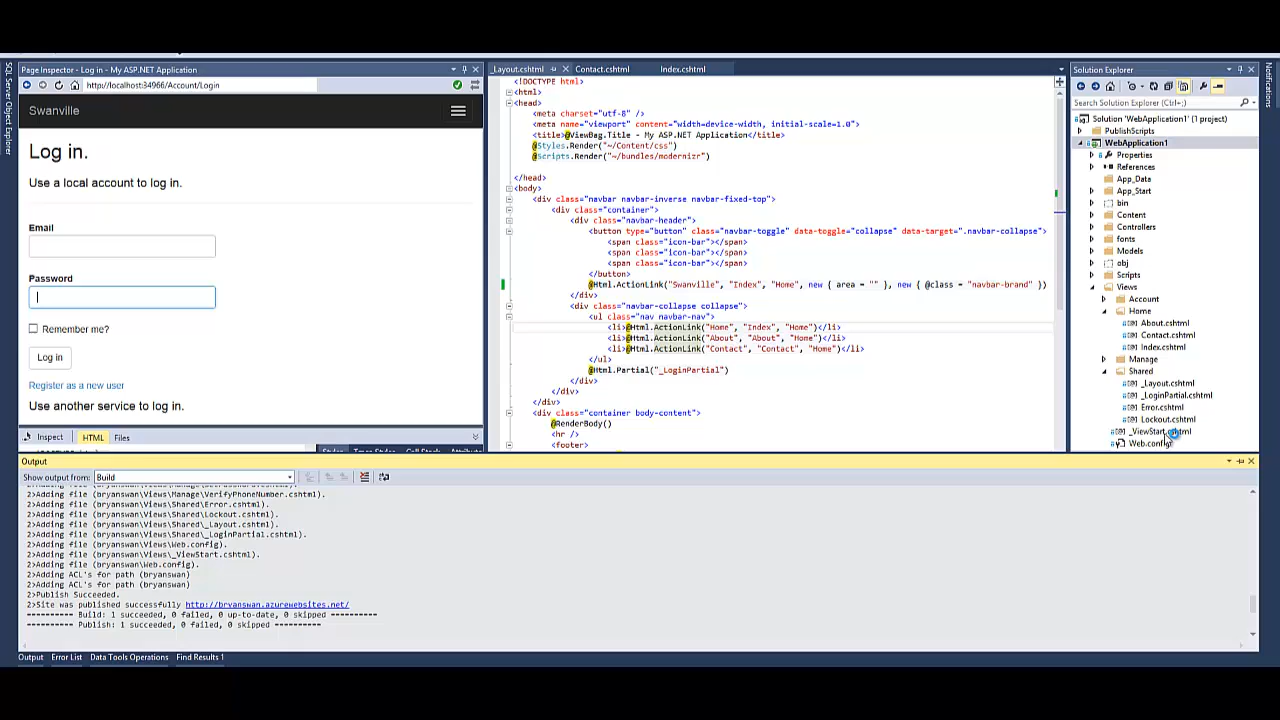 SQL Server Object Explorer
Page Inspector - Log in - My ASP.NET Application
http://localhost:34966/Account/Login
Swanville
Log in.
Use a local account to log in.
Email
Password
Remember me?
Log in
Register as a new user
Use another service to log in.
Inspect
HTML
Files
_Layout.cshtml
Contact.cshtml
Index.cshtml
<!DOCTYPE html>
<html>
<head>
<meta charset="utf-8" />
<meta name="viewport" content="width=device-width, initial-scale=1.0">
<title>@ViewBag.Title - My ASP.NET Application</title>
@Styles.Render("~/Content/css")
@Scripts.Render("~/bundles/modernizr")
</head>
<body>
<div class="navbar navbar-inverse navbar-fixed-top">
<div class="container">
<div class="navbar-header">
<button type="button" class="navbar-toggle" data-toggle="collapse" data-target=".navbar-collapse">
<span class="icon-bar"></span>
<span class="icon-bar"></span>
<span class="icon-bar"></span>
</button>
@Html.ActionLink("Swanville", "Index", "Home", new { area = "" }, new { @class = "navbar-brand" })
</div>
<div class="navbar-collapse collapse">
<ul class="nav navbar-nav">
<li>@Html.ActionLink("Home", "Index", "Home")</li>
<li>@Html.ActionLink("About", "About", "Home")</li>
<li>@Html.ActionLink("Contact", "Contact", "Home")</li>
</ul>
@Html.Partial("_LoginPartial")
</div>
</div>
</div>
<div class="container body-content">
@RenderBody()
<hr />
<footer>
Solution Explorer
Search Solution Explorer (Ctrl+;)
Solution 'WebApplication1' (1 project)
PublishScripts
WebApplication1
Properties
References
App_Data
App_Start
bin
Content
Controllers
fonts
Models
obj
Scripts
Views
Account
Home
About.cshtml
Contact.cshtml
Index.cshtml
Manage
Shared
_Layout.cshtml
_LoginPartial.cshtml
Error.cshtml
Lockout.cshtml
_ViewStart.cshtml
Web.config
Notifications
Output
Show output from: Build
2>Adding file (bryanswan\Views\Manage\VerifyPhoneNumber.cshtml).
2>Adding file (bryanswan\Views\Shared\Error.cshtml).
2>Adding file (bryanswan\Views\Shared\Lockout.cshtml).
2>Adding file (bryanswan\Views\Shared\_Layout.cshtml).
2>Adding file (bryanswan\Views\Shared\_LoginPartial.cshtml).
2>Adding file (bryanswan\Views\Web.config).
2>Adding file (bryanswan\Views\_ViewStart.cshtml).
2>Adding file (bryanswan\Web.config).
2>Adding ACL's for path (bryanswan)
2>Adding ACL's for path (bryanswan)
2>Publish Succeeded.
2>Site was published successfully http://bryanswan.azurewebsites.net/
---------- Build: 1 succeeded, 0 failed, 0 up-to-date, 0 skipped ----------
---------- Publish: 1 succeeded, 0 failed, 0 skipped ----------
Output
Error List
Data Tools Operations
Find Results 1